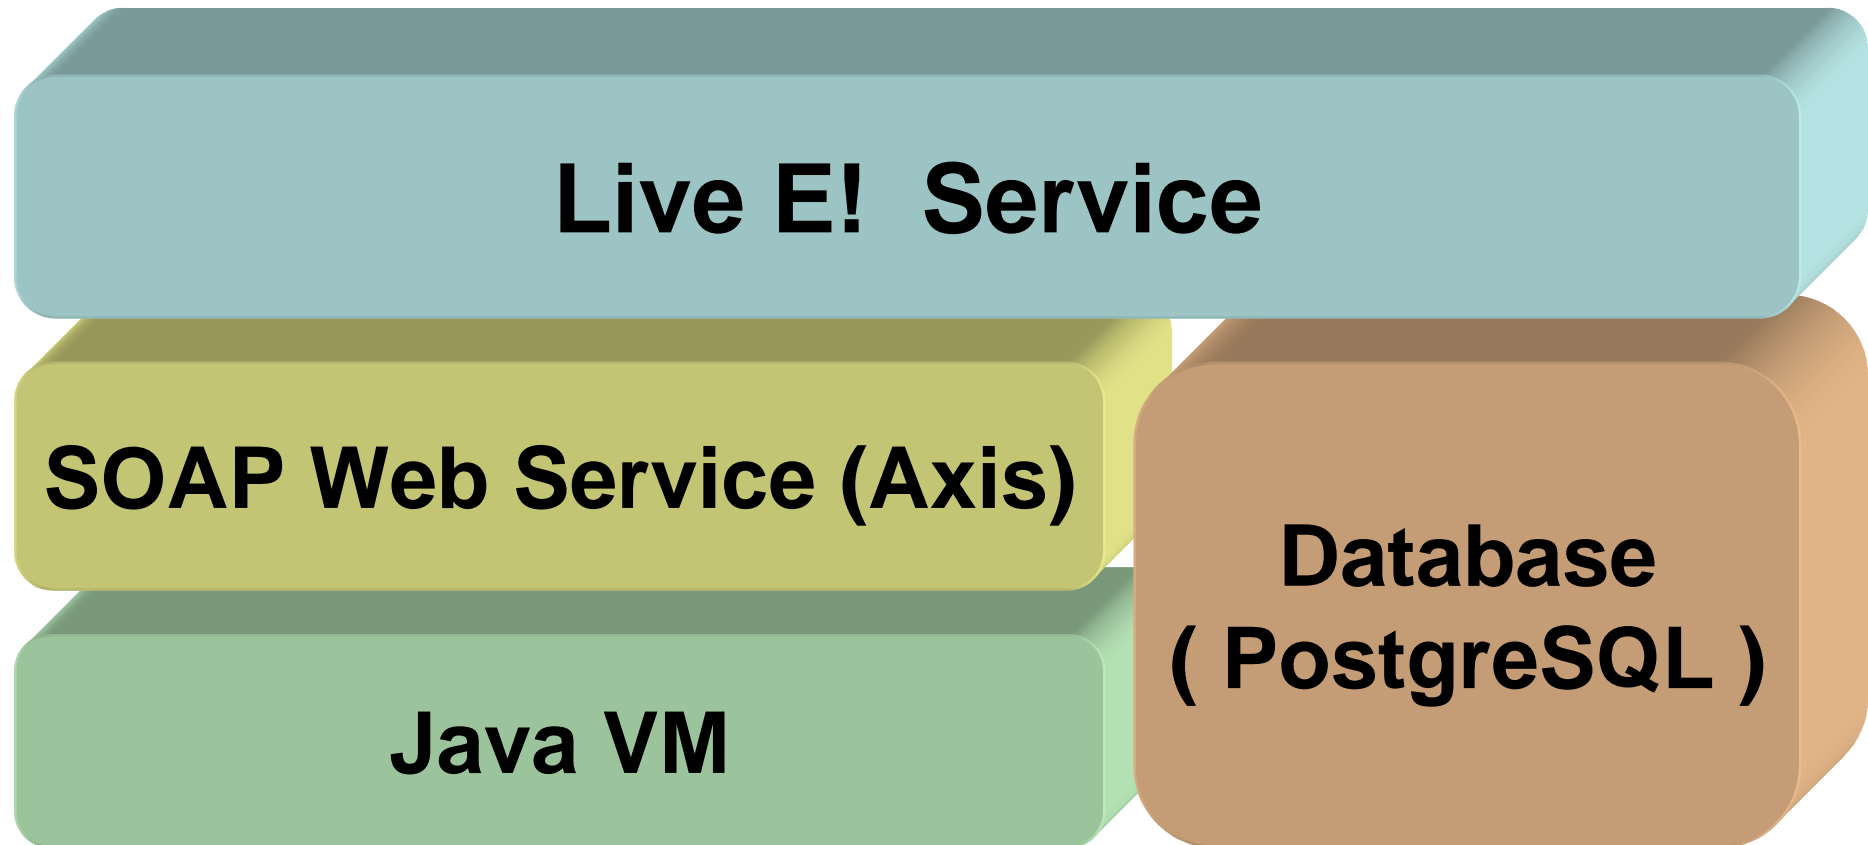 Live E!  Service
SOAP Web Service (Axis)
Database
( PostgreSQL )
Java VM